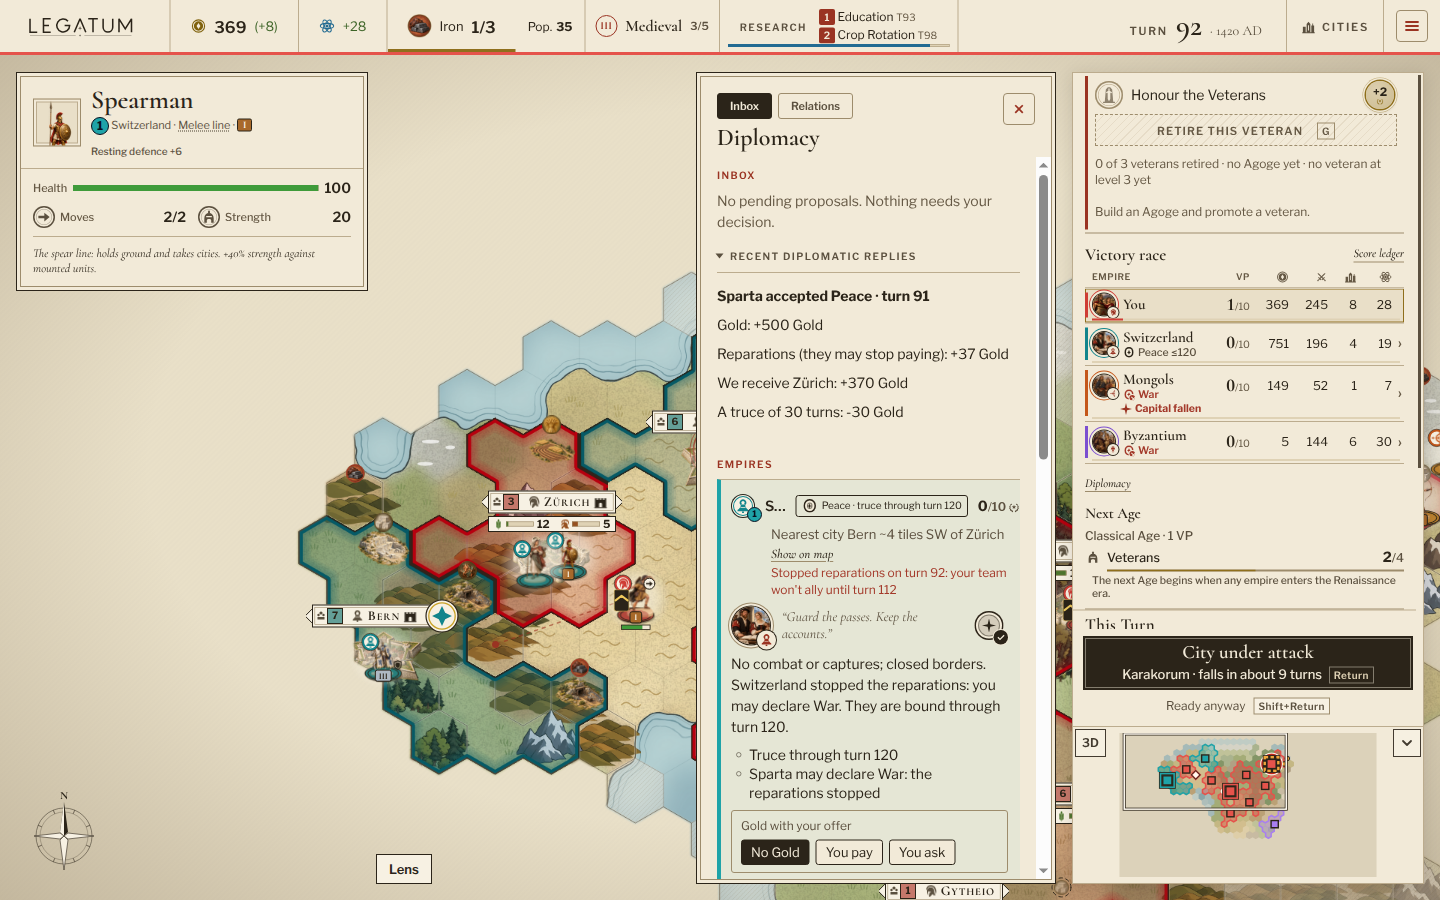 LEGATUM
369 (+8)
+28
Iron 1/3
Pop. 35
III Medieval 3/5
RESEARCH
1 Education T93
2 Crop Rotation T98
TURN 92 · 1420 AD
CITIES
Spearman
1 Switzerland · Melee line · I
Resting defence +6
Health 100
Moves 2/2
Strength 20
The spear line: holds ground and takes cities. +40% strength against
mounted units.
6
3 ZÜRICH
12 5
I
7 BERN
III
I
N
Lens
1 GYTHEIO
6
Inbox
Relations
×
Diplomacy
INBOX
No pending proposals. Nothing needs your
decision.
RECENT DIPLOMATIC REPLIES
Sparta accepted Peace · turn 91
Gold: +500 Gold
Reparations (they may stop paying): +37 Gold
We receive Zürich: +370 Gold
A truce of 30 turns: -30 Gold
EMPIRES
1 S... Peace · truce through turn 120 0/10
Nearest city Bern ~4 tiles SW of Zürich
Show on map
Stopped reparations on turn 92: your team
won't ally until turn 112
“Guard the passes. Keep the
accounts.”
No combat or captures; closed borders.
Switzerland stopped the reparations: you
may declare War. They are bound through
turn 120.
Truce through turn 120
Sparta may declare War: the
reparations stopped
Gold with your offer
No Gold
You pay
You ask
Honour the Veterans +2
RETIRE THIS VETERAN G
0 of 3 veterans retired · no Agoge yet · no veteran at
level 3 yet
Build an Agoge and promote a veteran.
Victory race Score ledger
EMPIRE VP
You 1/10 369 245 8 28
Switzerland 0/10 751 196 4 19 ›
Peace ≤120
Mongols 0/10 149 52 1 7 ›
War
Capital fallen
Byzantium 0/10 5 144 6 30 ›
War
Diplomacy
Next Age
Classical Age · 1 VP
Veterans 2/4
The next Age begins when any empire enters the Renaissance
era.
This Turn
City under attack
Karakorum · falls in about 9 turns Return
Ready anyway Shift+Return
3D